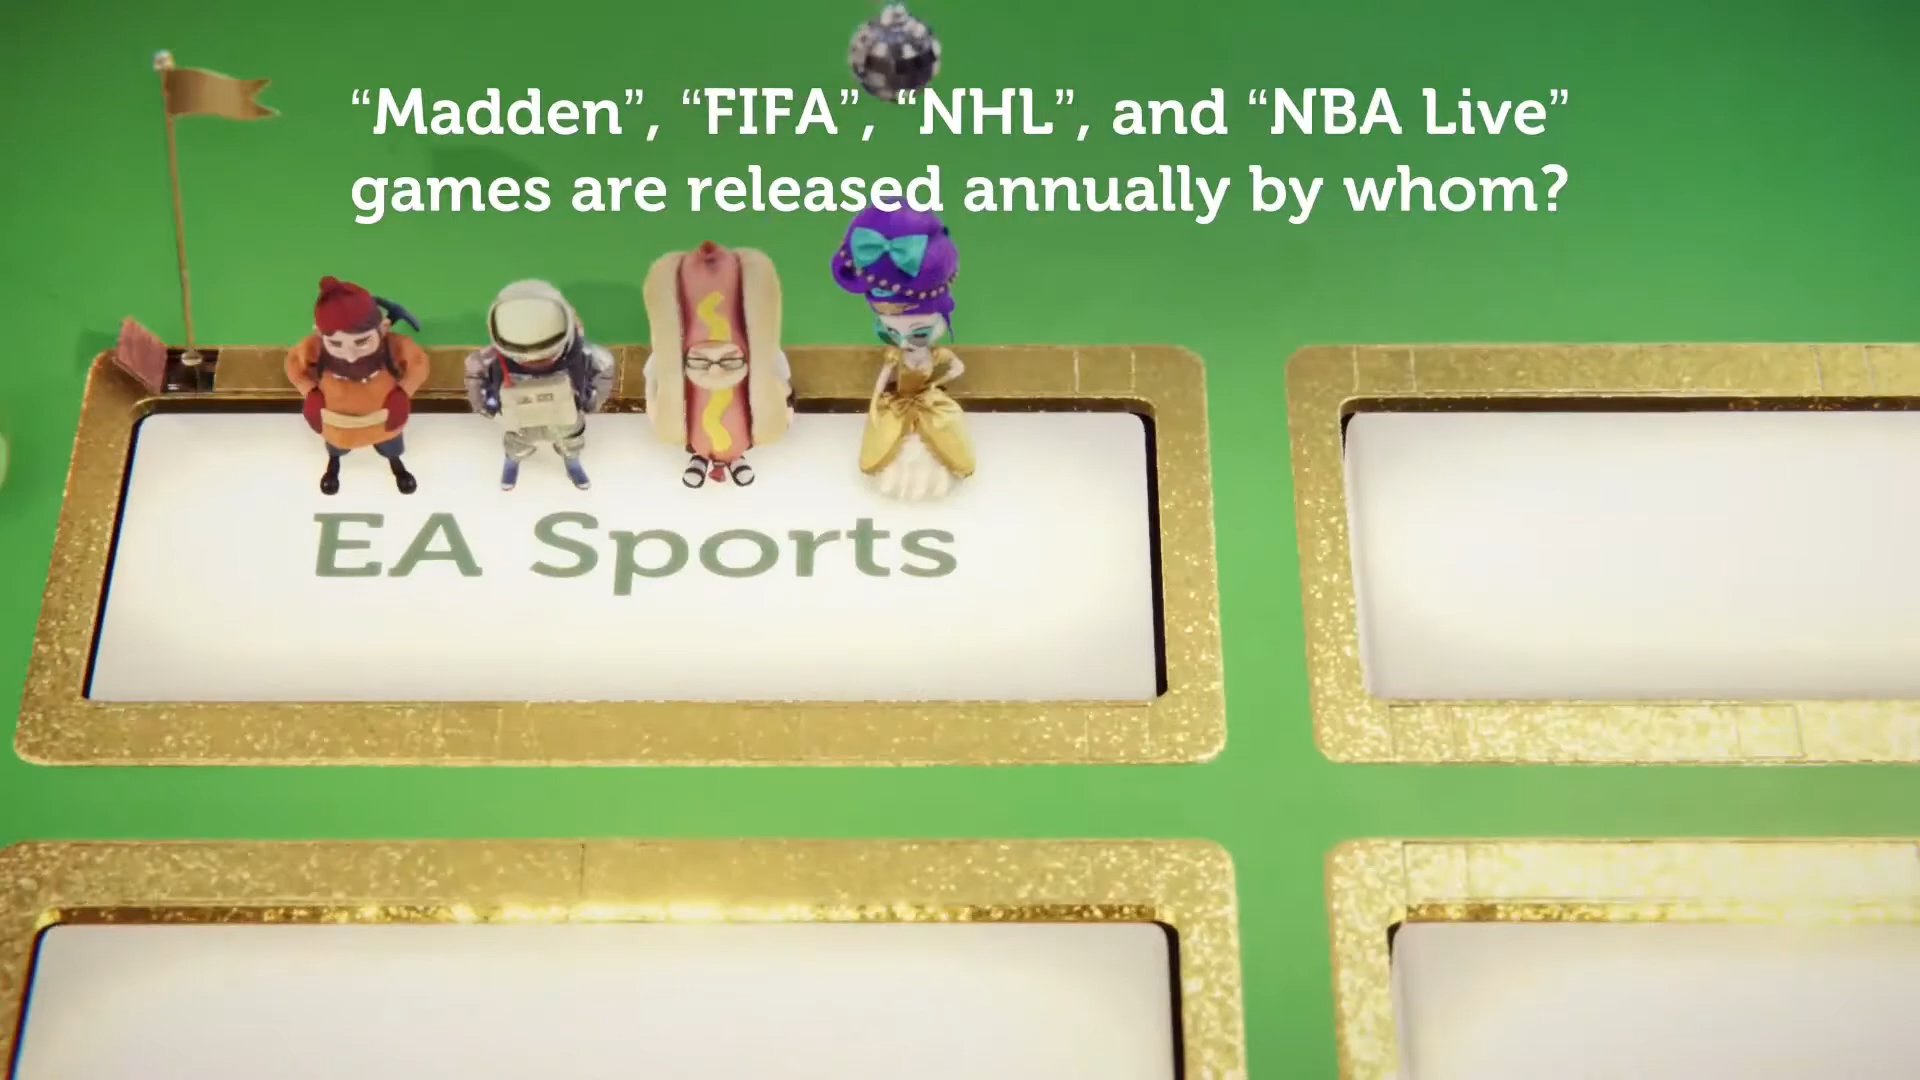 “Madden”, “FIFA”, “NHL”, and “NBA Live”
games are released annually by whom?
EA Sports